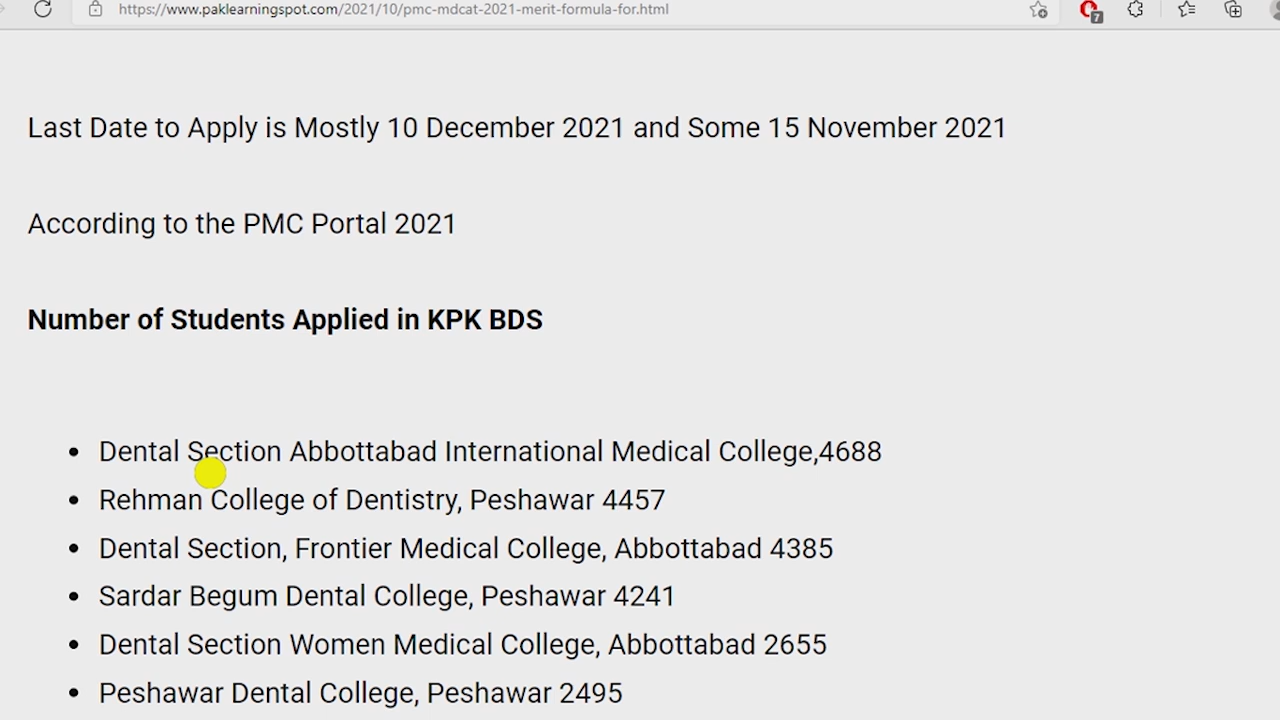 https://www.paklearningspot.com/2021/10/pmc-mdcat-2021-merit-formula-for.html
7
Last Date to Apply is Mostly 10 December 2021 and Some 15 November 2021
According to the PMC Portal 2021
Number of Students Applied in KPK BDS
Dental Section Abbottabad International Medical College,4688
Rehman College of Dentistry, Peshawar 4457
Dental Section, Frontier Medical College, Abbottabad 4385
Sardar Begum Dental College, Peshawar 4241
Dental Section Women Medical College, Abbottabad 2655
Peshawar Dental College, Peshawar 2495